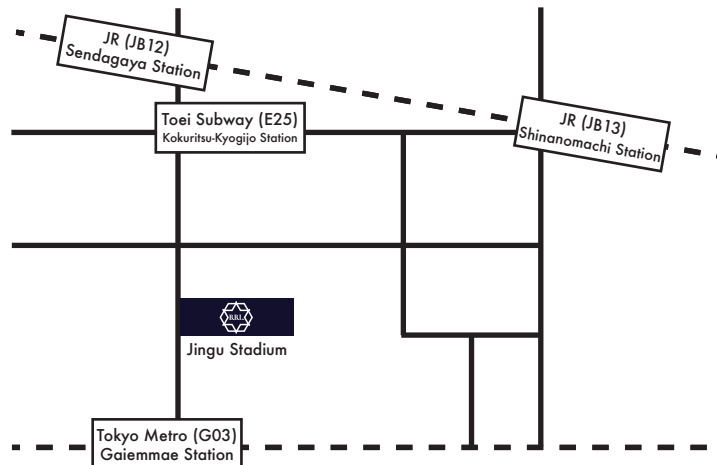 JR (JB12)
Sendagaya Station
Toei Subway (E25)
Kokuritsu-Kyogijo Station
JR (JB13)
Shinanomachi Station
BBL
Jingu Stadium
Tokyo Metro (G03)
Gaiemmae Station